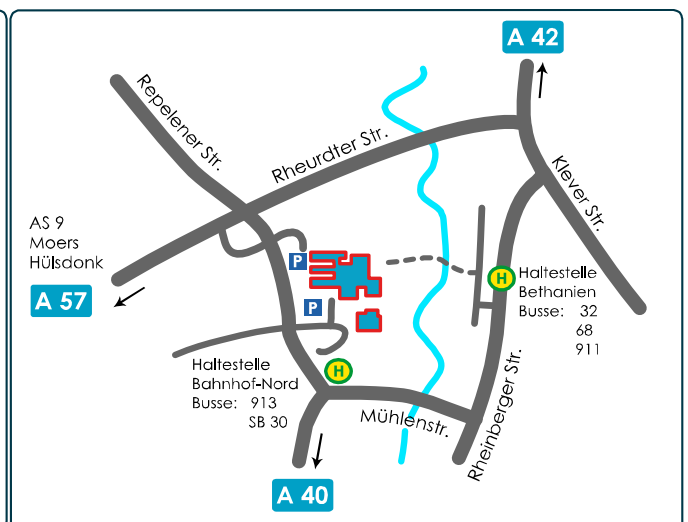 A 42
Repelener Str.
Rheurdter Str.
Klever Str.
AS 9
Moers
Hülsdonk
A 57
P
P
H
Haltestelle
Bethanien
Busse: 32
68
911
Haltestelle
Bahnhof-Nord
Busse: 913
SB 30
H
Mühlenstr.
Rheinberger Str.
A 40